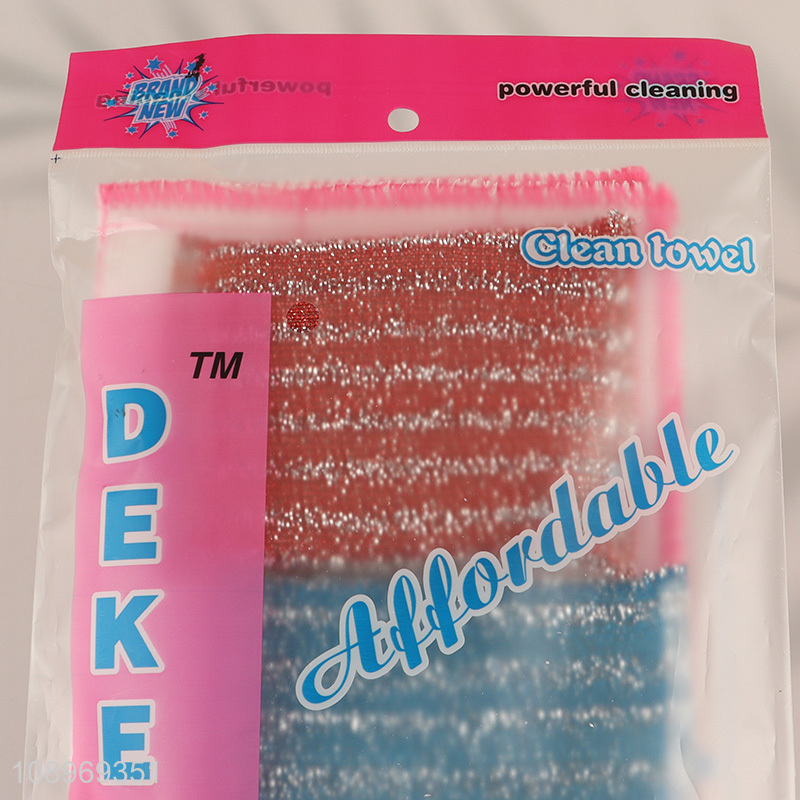 BRAND
NEW
powerful cleaning
Clean towel
TM
DEKE
Affordable